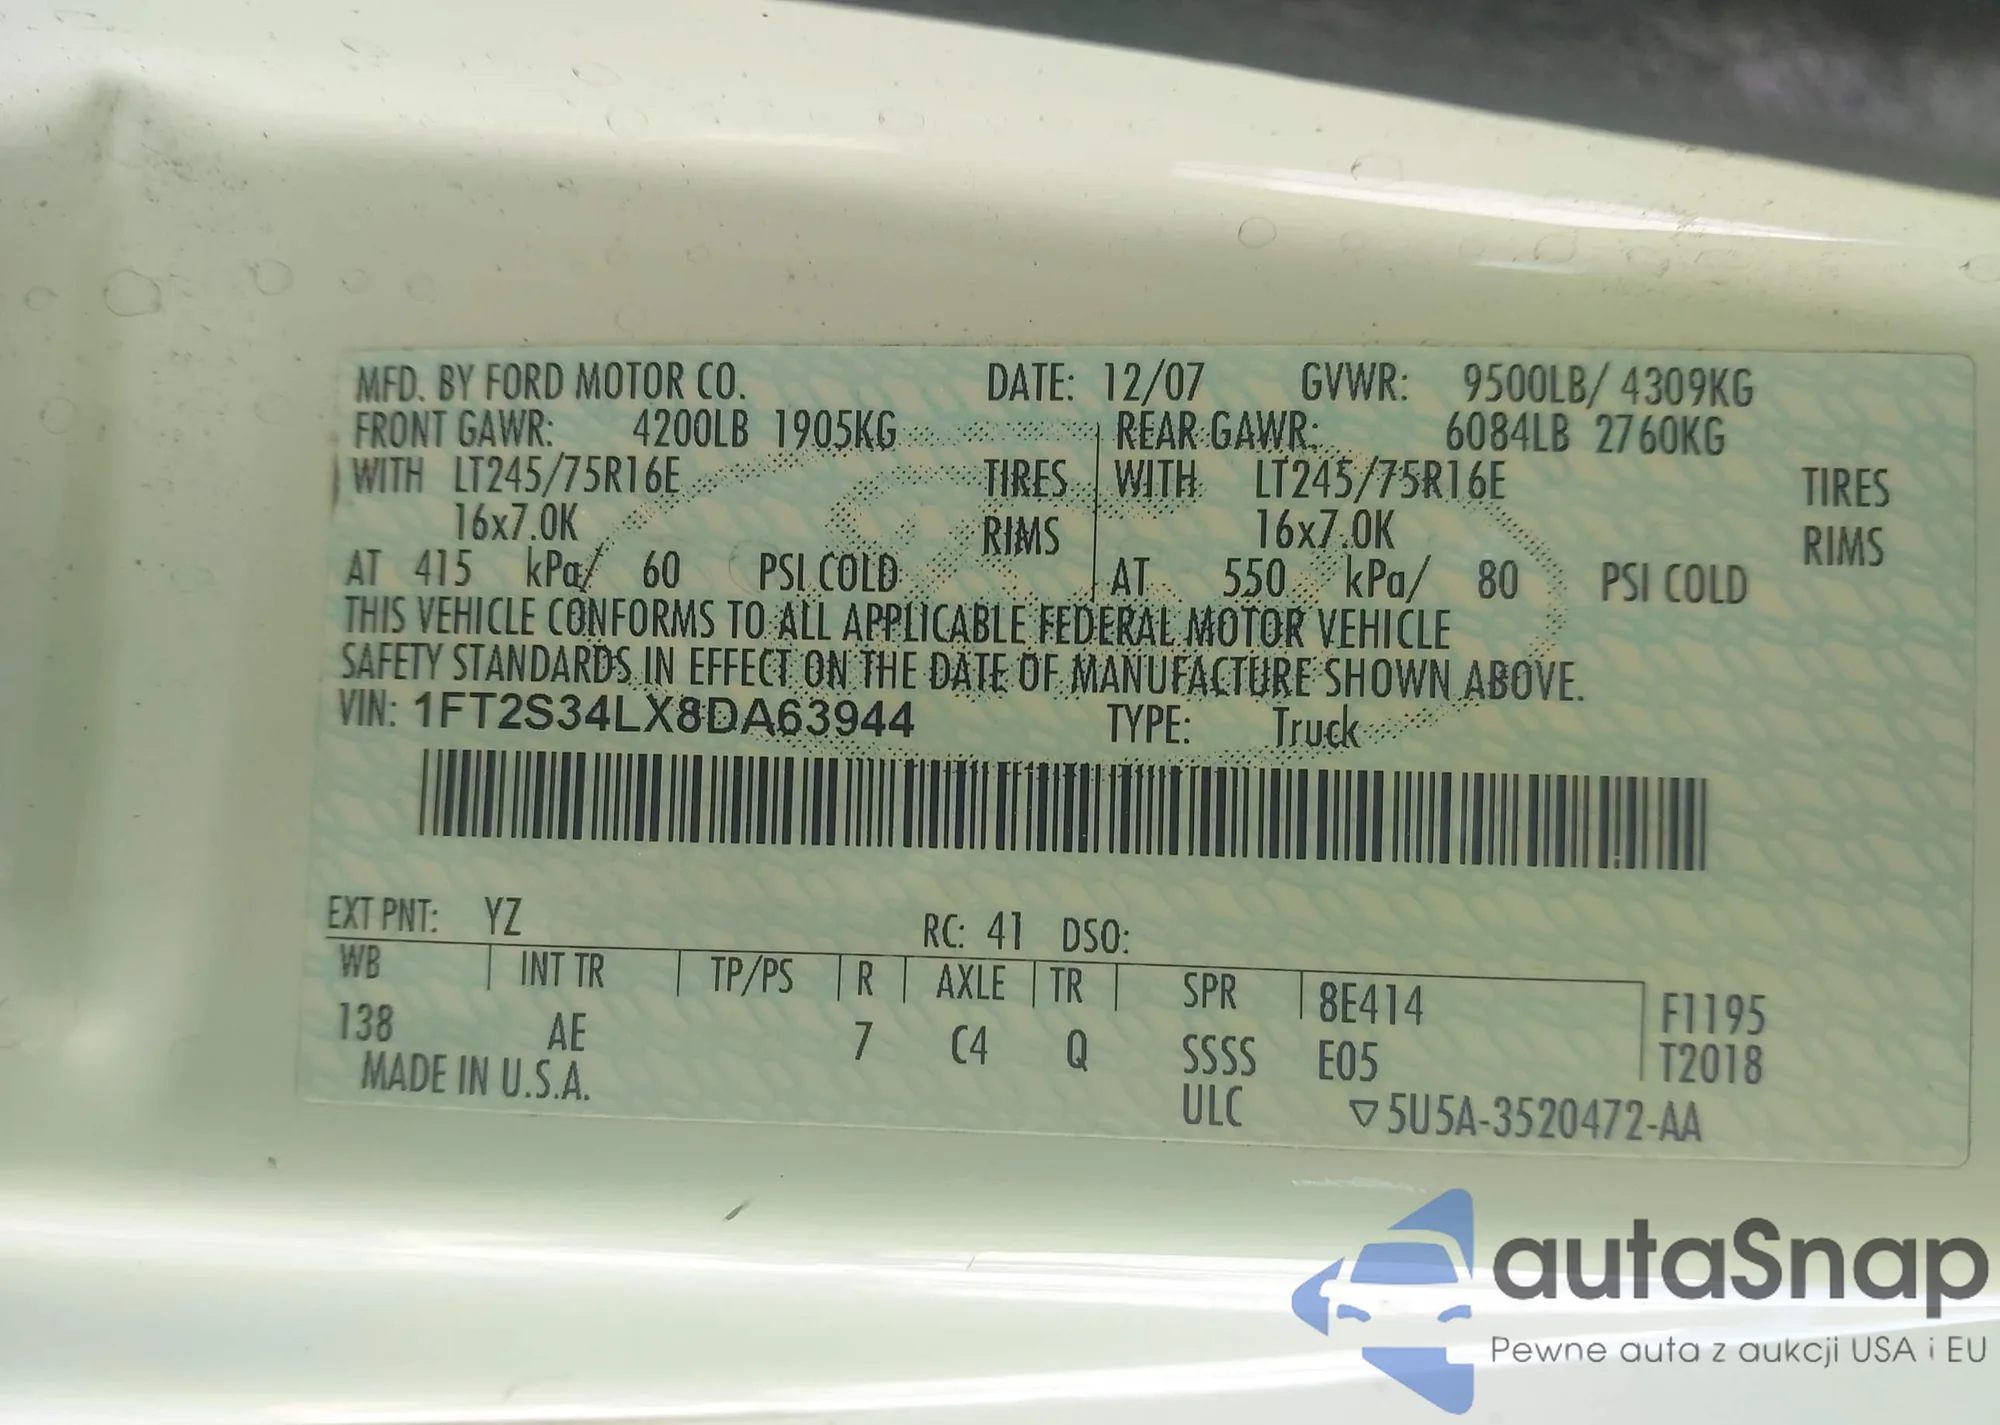 MFD. BY FORD MOTOR CO. DATE: 12/07 GVWR: 9500LB/ 4309KG
FRONT GAWR: 4200LB 1905KG REAR GAWR: 6084LB 2760KG
WITH LT245/75R16E TIRES WITH LT245/75R16E TIRES
16x7.0K RIMS 16x7.0K RIMS
AT 415 kPa/ 60 PSI COLD AT 550 kPa/ 80 PSI COLD
THIS VEHICLE CONFORMS TO ALL APPLICABLE FEDERAL MOTOR VEHICLE
SAFETY STANDARDS IN EFFECT ON THE DATE OF MANUFACTURE SHOWN ABOVE.
VIN: 1FT2S34LX8DA63944 TYPE: Truck
EXT PNT: YZ RC: 41 DSO:
WB INT TR TP/PS R AXLE TR SPR 8E414 F1195
138 AE 7 C4 Q SSSS E05 T2018
MADE IN U.S.A. ULC ▽5U5A-3520472-AA
autaSnap
Pewne auta z aukcji USA i EU